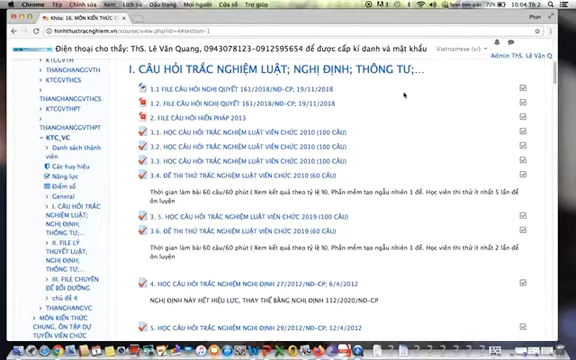 Chrome Tệp Chỉnh sửa Xem Lịch sử Dấu trang Mọi người Cửa sổ Trợ giúp
10:04 Th 2
Khóa: 16. MÔN KIẾN THỨC
Phan
hinhthuctracnghiem.vn/course/view.php?id=4#section-1
Điện thoại cho thầy: ThS. Lê Văn Quang, 0943078123-0912595654 để được cấp kí danh và mật khẩu
Vietnamese (vi)
Admin ThS. Lê Văn Q
KTCGVTH
THANGHANGGVTH
KTCGVTHCS
THANGHANGGVTHCS
KTCGVTHPT
THANGHANGGVTHPT
KTC_VC
Danh sách thành viên
Các huy hiệu
Năng lực
Điểm số
General
I. CÂU HỎI TRẮC NGHIỆM LUẬT; NGHỊ ĐỊNH; THÔNG TƯ;...
II. FILE LÝ THUYẾT LUẬT; NGHỊ ĐỊNH; THÔNG TƯ;...
III. FILE CHUYÊN ĐỀ BỒI DƯỠNG
chủ đề 4
THANGHANGVC
MÔN KIẾN THỨC CHUNG, ÔN TẬP DỰ TUYỂN VIÊN CHỨC
I. CÂU HỎI TRẮC NGHIỆM LUẬT; NGHỊ ĐỊNH; THÔNG TƯ;...
1.1 FILE CÂU HỎI NGHỊ QUYẾT 161/2018/NĐ-CP; 19/11/2018
1.2. FILE CÂU HỎI NGHỊ QUYẾT 161/2018/NĐ-CP; 19/11/2018
2. FILE CÂU HỎI HIẾN PHÁP 2013
3.1. HỌC CÂU HỎI TRẮC NGHIỆM LUẬT VIÊN CHỨC 2010 (100 CÂU)
3.2. HỌC CÂU HỎI TRẮC NGHIỆM LUẬT VIÊN CHỨC 2010 (100 CÂU)
3.3. HỌC CÂU HỎI TRẮC NGHIỆM LUẬT VIÊN CHỨC 2010 (100 CÂU)
3.4. ĐỀ THI THỬ TRẮC NGHIỆM LUẬT VIÊN CHỨC 2010 (60 CÂU)
Thời gian làm bài 60 câu/60 phút ( Xem kết quả theo tỷ lệ %). Phần mềm tạo ngẫu nhiên 1 đề. Học viên thi thử ít nhất 5 lần để
ôn luyện
3. 5. HỌC CÂU HỎI TRẮC NGHIỆM LUẬT VIÊN CHỨC 2019 (100 CÂU)
3.6. ĐỀ THI THỬ TRẮC NGHIỆM LUẬT VIÊN CHỨC 2019 (60 CÂU)
Thời gian làm bài 60 câu/60 phút ( Xem kết quả theo tỷ lệ %). Phần mềm tạo ngẫu nhiên 1 đề. Học viên thi thử ít nhất 2 lần để
ôn luyện
4. HỌC CÂU HỎI TRẮC NGHIỆM NGHỊ ĐỊNH 27/2012/NĐ-CP; 6/4/2012
NGHỊ ĐỊNH NÀY HẾT HIỆU LỰC, THAY THẾ BẰNG NGHỊ ĐỊNH 112/2020/NĐ-CP
5. HỌC CÂU HỎI TRẮC NGHIỆM NGHỊ ĐỊNH 29/2012/NĐ-CP; 12/4/2012